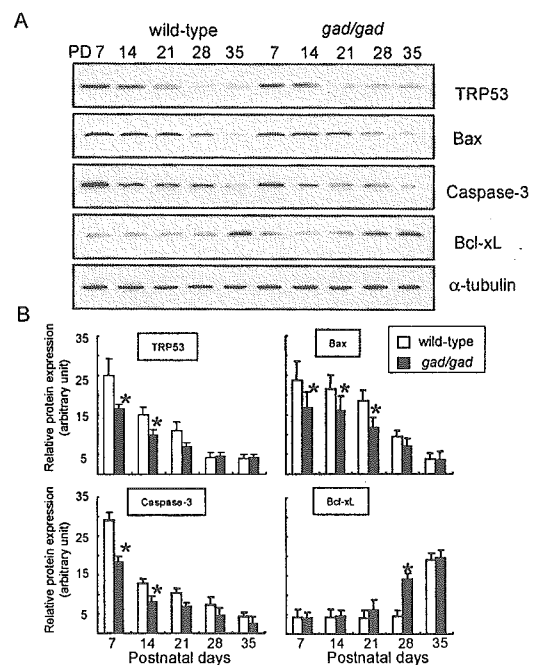 A
wild-type gad/gad
PD 7 14 21 28 35 7 14 21 28 35
TRP53
Bax
Caspase-3
Bcl-xL
α-tubulin
B
Relative protein expression
(arbitrary unit)
35
25
15
5
TRP53
*
*
Bax
*
*
*
wild-type
gad/gad
Relative protein expression
(arbitrary unit)
35
25
15
5
Caspase-3
*
*
Bcl-xL
*
7 14 21 28 35 7 14 21 28 35
Postnatal days Postnatal days